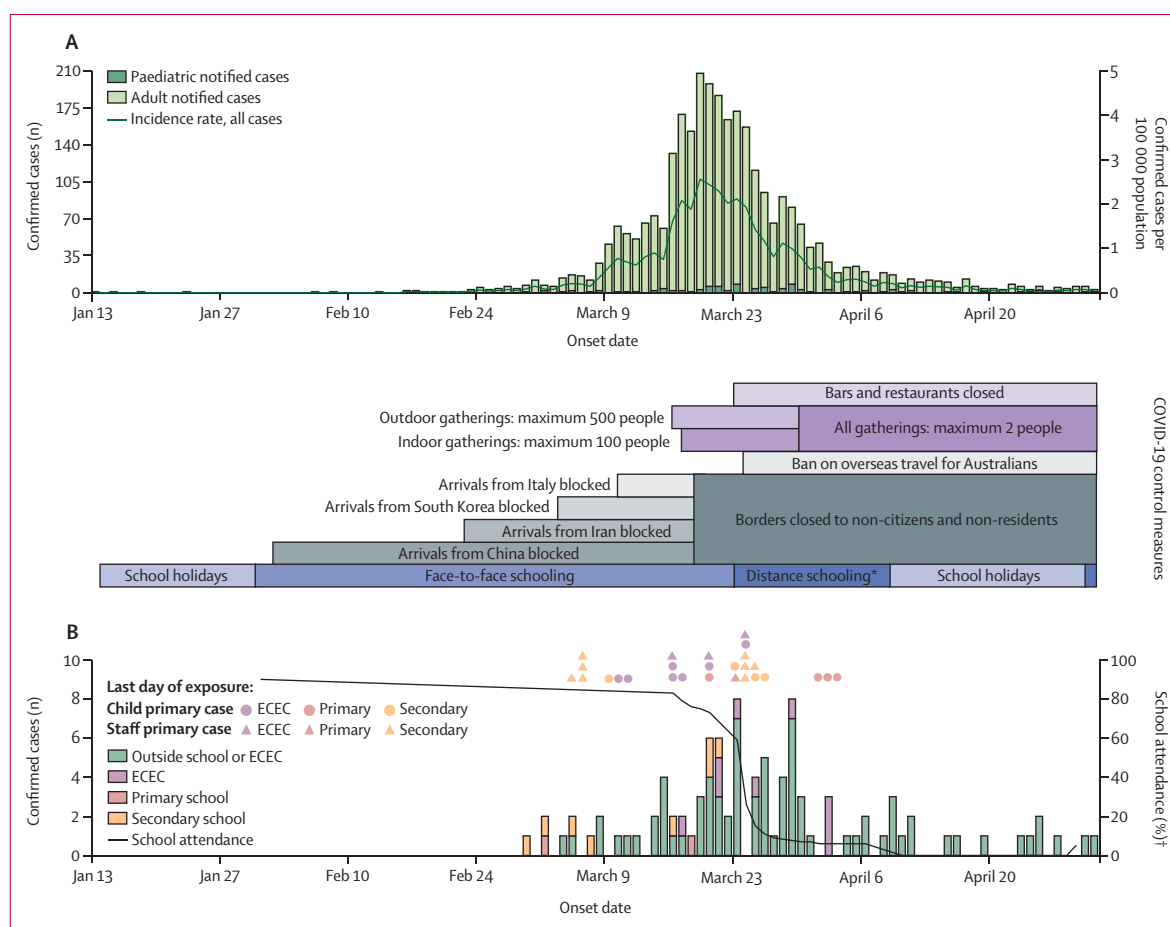 A
210
175
140
105
70
35
0
Confirmed cases (n)
Paediatric notified cases
Adult notified cases
Incidence rate, all cases
5
4
3
2
1
0
Confirmed cases per
100 000 population
Jan 13
Jan 27
Feb 10
Feb 24
March 9
March 23
April 6
April 20
Onset date
Bars and restaurants closed
Outdoor gatherings: maximum 500 people
All gatherings: maximum 2 people
Indoor gatherings: maximum 100 people
Ban on overseas travel for Australians
Arrivals from Italy blocked
Arrivals from South Korea blocked
Borders closed to non-citizens and non-residents
Arrivals from Iran blocked
Arrivals from China blocked
School holidays
Face-to-face schooling
Distance schooling*
School holidays
COVID-19 control measures
B
10
8
6
4
2
0
Confirmed cases (n)
Last day of exposure:
Child primary case ECEC Primary Secondary
Staff primary case ECEC Primary Secondary
Outside school or ECEC
ECEC
Primary school
Secondary school
School attendance
100
80
60
40
20
0
School attendance (%)†
Jan 13
Jan 27
Feb 10
Feb 24
March 9
March 23
April 6
April 20
Onset date